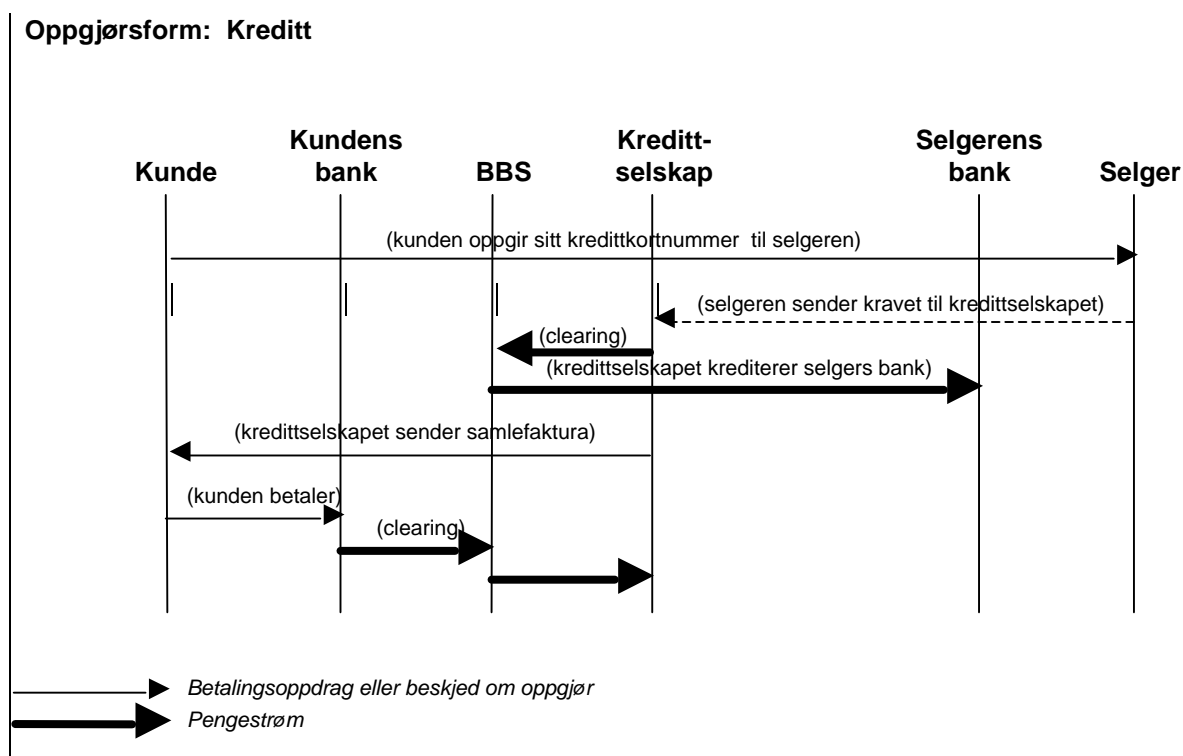 Oppgjørsform: Kreditt
Kundens
Kreditt-
Selgerens
Kunde bank BBS selskap bank Selger
(kunden oppgir sitt kredittkortnummer til selgeren)
(selgeren sender kravet til kredittselskapet)
(clearing)
(kredittselskapet krediterer selgers bank)
(kredittselskapet sender samlefaktura)
(kunden betaler)
(clearing)
Betalingsoppdrag eller beskjed om oppgjør
Pengestrøm